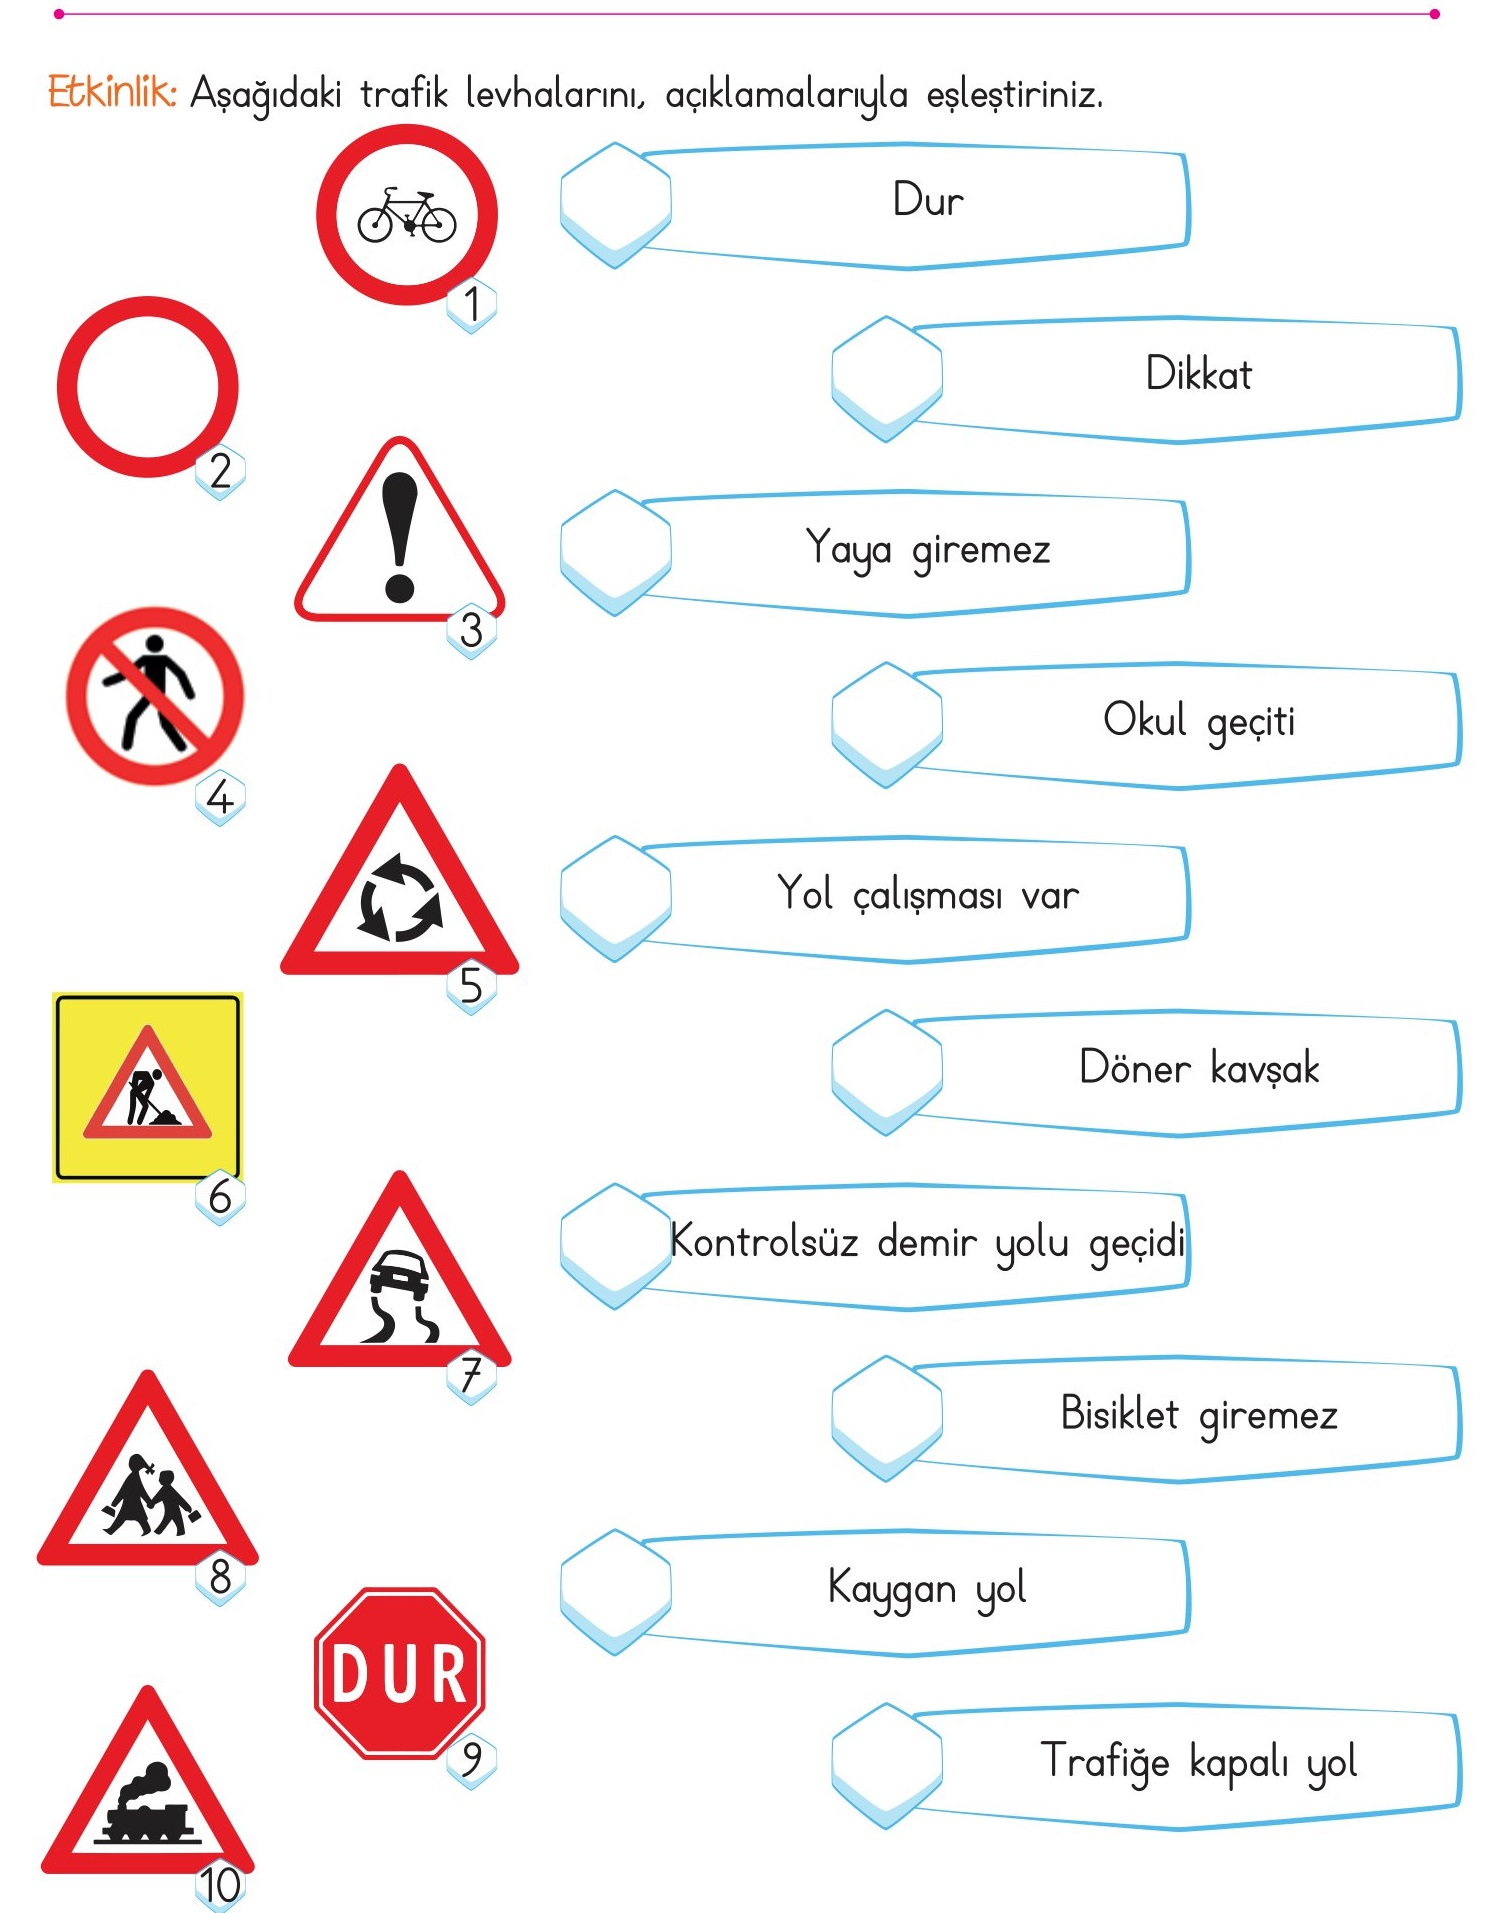 Etkinlik: Aşağıdaki trafik levhalarını, açıklamalarıyla eşleştiriniz.
1
Dur
2
Dikkat
3
Yaya giremez
4
Okul geçiti
5
Yol çalışması var
6
Döner kavşak
7
Kontrolsüz demir yolu geçidi
8
Bisiklet giremez
DUR
9
Kaygan yol
10
Trafiğe kapalı yol